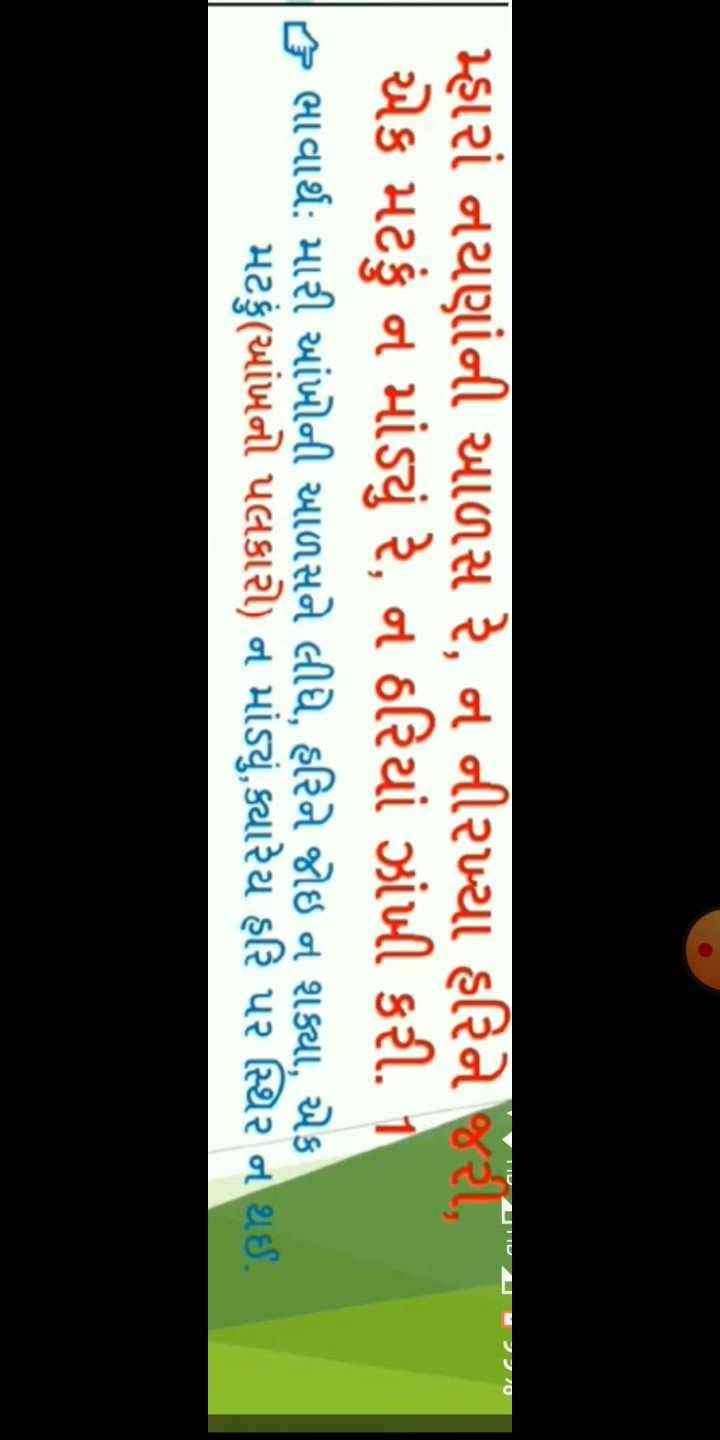 મ્હારાં નયણાંની આળસ રે, ન નીરખ્યા હરિને જરી,
એક મટકું ન માંડ્યું રે, ન ઠરિયાં ઝાંખી કરી. 1
ભાવાર્થ: મારી આંખોની આળસને લીધે, હરિને જોઇ ન શક્યા, એક
મટકું(આંખનો પલકારો) ન માંડ્યું,ક્યારેય હરિ પર સ્થિર ન થઈ.